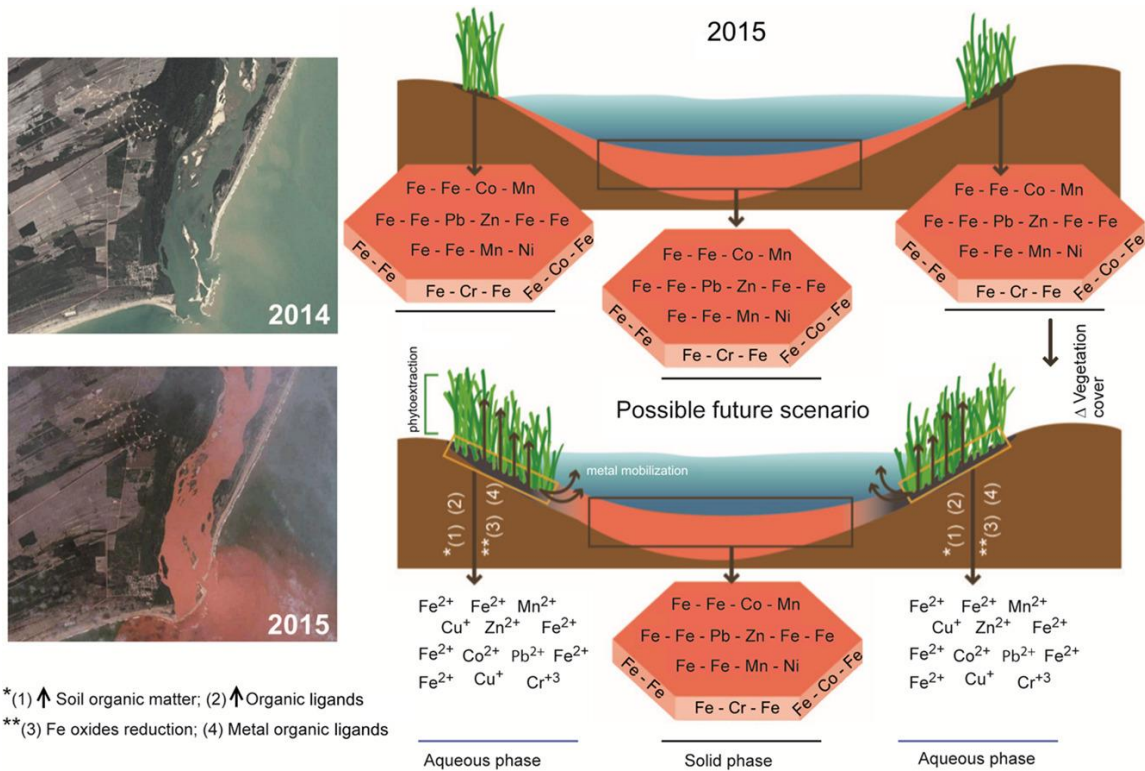 2015
2014
2015
Fe - Fe - Co - Mn
Fe - Fe - Pb - Zn - Fe - Fe
Fe - Fe - Mn - Ni
Fe - Fe
Fe - Cr - Fe
Fe - Co - Fe
Fe - Fe - Co - Mn
Fe - Fe - Pb - Zn - Fe - Fe
Fe - Fe - Mn - Ni
Fe - Fe
Fe - Cr - Fe
Fe - Co - Fe
Fe - Fe - Co - Mn
Fe - Fe - Pb - Zn - Fe - Fe
Fe - Fe - Mn - Ni
Fe - Fe
Fe - Cr - Fe
Fe - Co - Fe
Δ Vegetation
cover
phytoextraction
Possible future scenario
metal mobilization
*(1) (2)
**(3) (4)
*(1) (2)
**(3) (4)
Fe²⁺ Fe²⁺ Mn²⁺
Cu⁺ Zn²⁺ Fe²⁺
Fe²⁺ Co²⁺ Pb²⁺ Fe²⁺
Fe²⁺ Cu⁺ Cr⁺³
Aqueous phase
Fe - Fe - Co - Mn
Fe - Fe - Pb - Zn - Fe - Fe
Fe - Fe - Mn - Ni
Fe - Fe
Fe - Cr - Fe
Fe - Co - Fe
Solid phase
Fe²⁺ Fe²⁺ Mn²⁺
Cu⁺ Zn²⁺ Fe²⁺
Fe²⁺ Co²⁺ Pb²⁺ Fe²⁺
Fe²⁺ Cu⁺ Cr⁺³
Aqueous phase
*(1) ↑ Soil organic matter; (2) ↑ Organic ligands
**(3) Fe oxides reduction; (4) Metal organic ligands